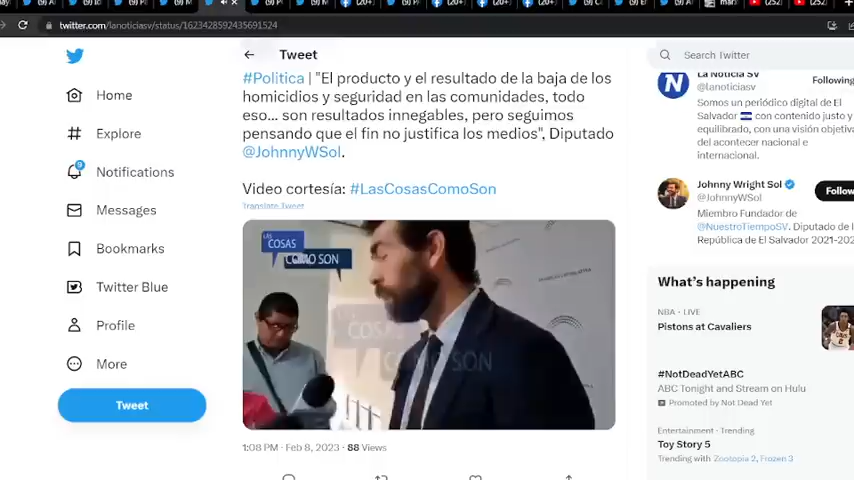 twitter.com/lanoticiasv/status/1623428592435691524
Home
Explore
9
Notifications
Messages
Bookmarks
Twitter Blue
Profile
More
Tweet
Tweet
#Politica | "El producto y el resultado de la baja de los
homicidios y seguridad en las comunidades, todo
eso... son resultados innegables, pero seguimos
pensando que el fin no justifica los medios", Diputado
@JohnnyWSol.
Video cortesía: #LasCosasComoSon
Translate Tweet
LAS
COSAS
COMO SON
COSAS
COMO SON
1:08 PM · Feb 8, 2023 · 88 Views
Search Twitter
La Noticia SV
@lanoticiasv
Following
Somos un periódico digital de El
Salvador con contenido justo y
equilibrado, con una visión objetiva
del acontecer nacional e
internacional.
Johnny Wright Sol
@JohnnyWSol
Follow
Miembro Fundador de
@NuestroTiempoSV. Diputado de la
República de El Salvador 2021-202
What's happening
NBA · LIVE
Pistons at Cavaliers
#NotDeadYetABC
ABC Tonight and Stream on Hulu
Promoted by Not Dead Yet
Entertainment · Trending
Toy Story 5
Trending with Zootopia 2, Frozen 3